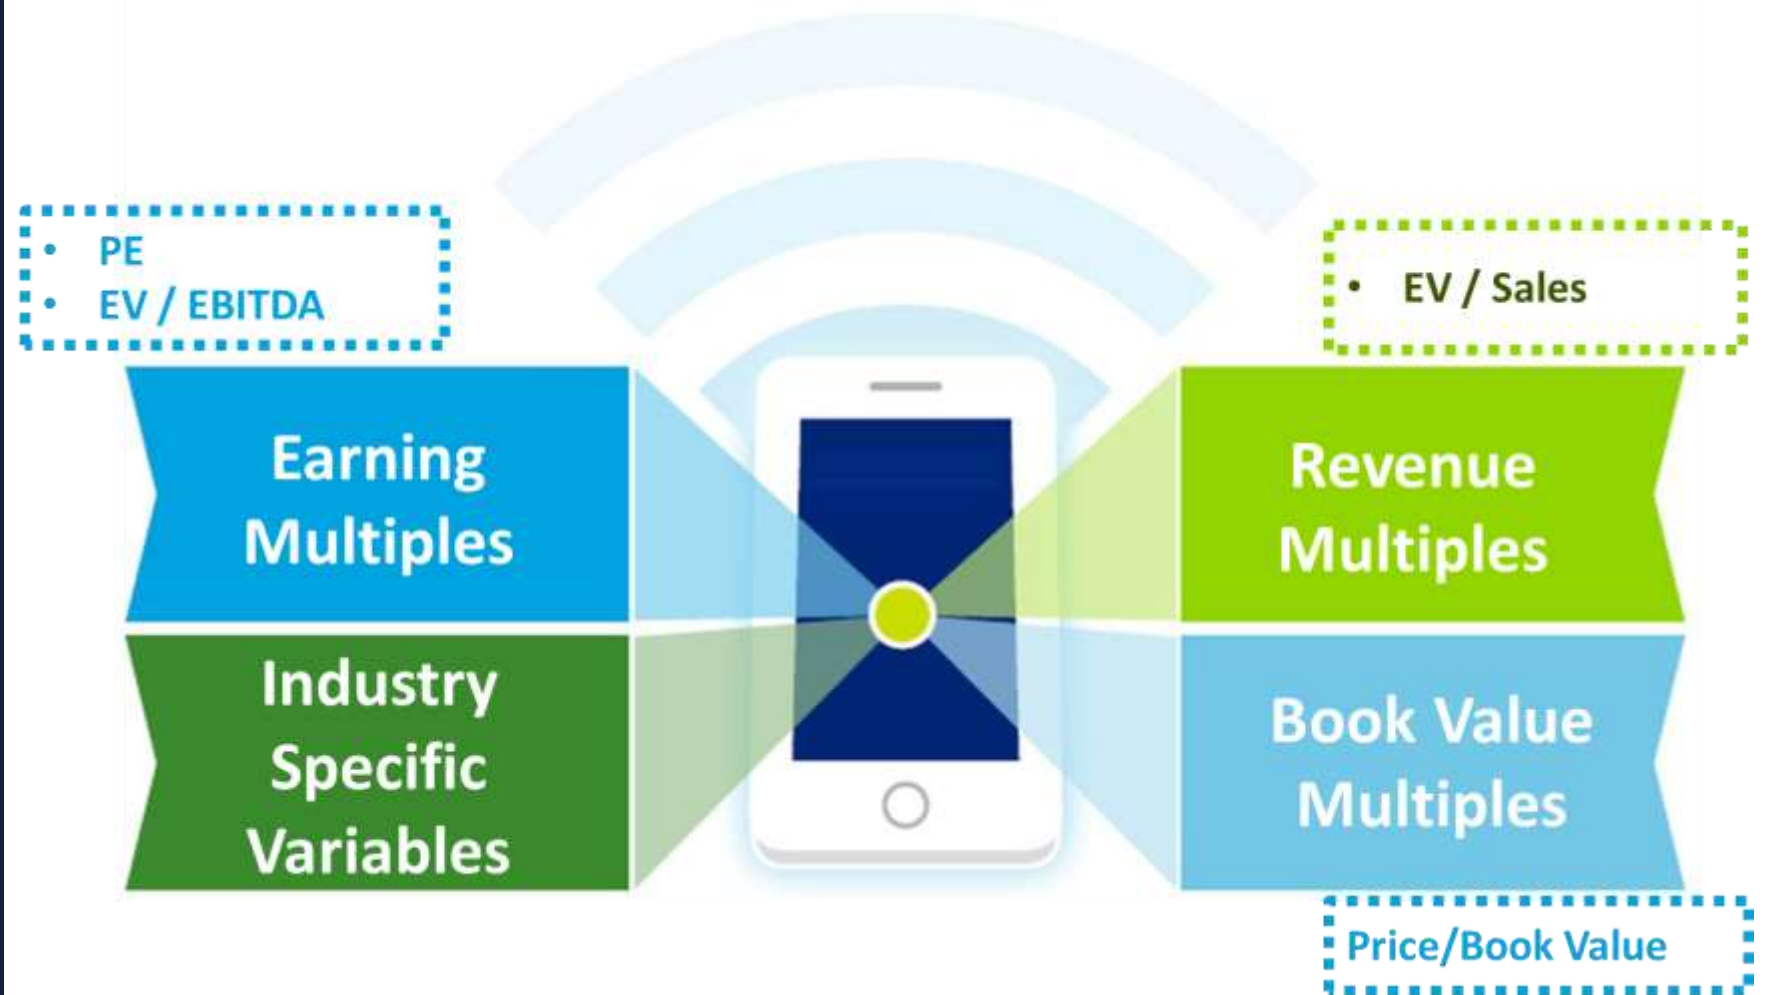 • PE
• EV / EBITDA
• EV / Sales
Earning
Multiples
Revenue
Multiples
Industry
Specific
Variables
Book Value
Multiples
Price/Book Value